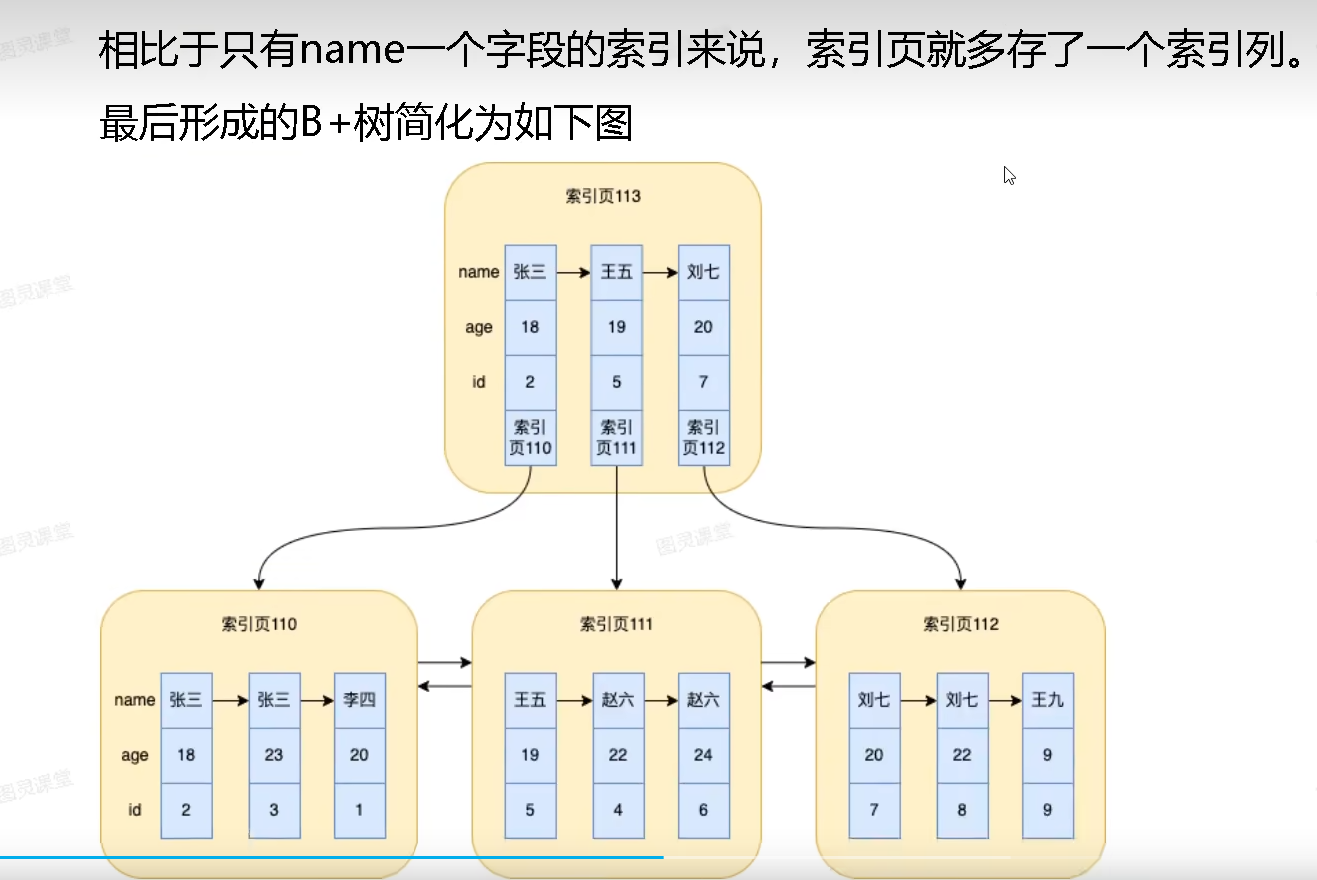 相比于只有name一个字段的索引来说，索引页就多存了一个索引列。
最后形成的B+树简化为如下图
索引页113
name 张三 王五 刘七
age 18 19 20
id 2 5 7
索引 索引 索引
页110 页111 页112
索引页110 索引页111 索引页112
name 张三 张三 李四 王五 赵六 赵六 刘七 刘七 王九
age 18 23 20 19 22 24 20 22 9
id 2 3 1 5 4 6 7 8 9
图灵课堂
图灵课堂
图灵课堂
图灵课堂
图灵课堂